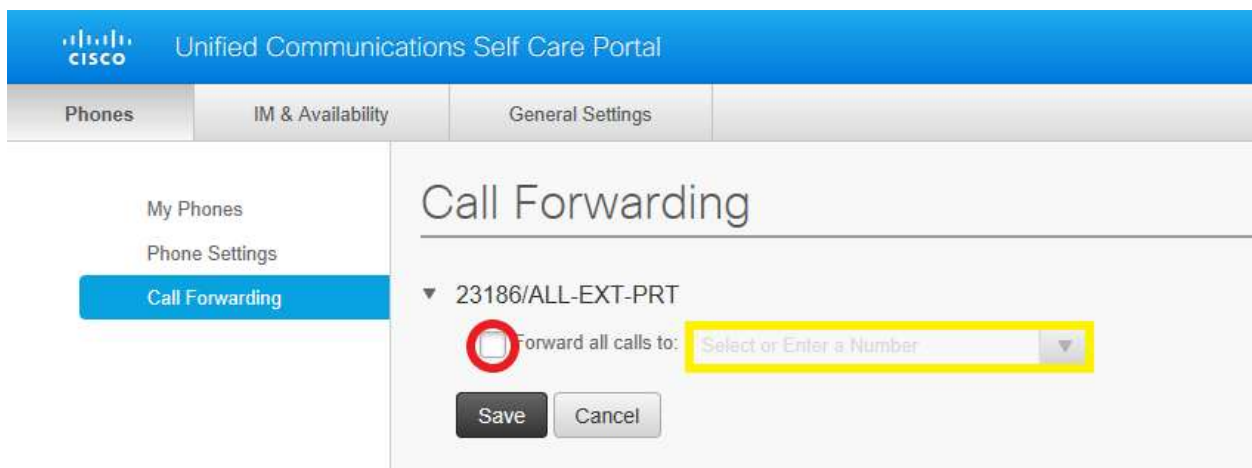 CISCO Unified Communications Self Care Portal
Phones IM & Availability General Settings
My Phones
Phone Settings
Call Forwarding
Call Forwarding
23186/ALL-EXT-PRT
Forward all calls to: Select or Enter a Number
Save Cancel